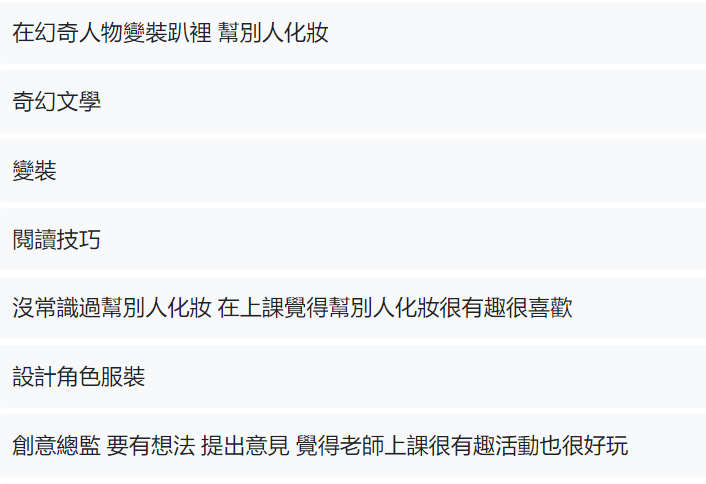 在幻奇人物變裝趴裡 幫別人化妝
奇幻文學
變裝
閱讀技巧
沒常識過幫別人化妝 在上課覺得幫別人化妝很有趣很喜歡
設計角色服裝
創意總監 要有想法 提出意見 覺得老師上課很有趣活動也很好玩